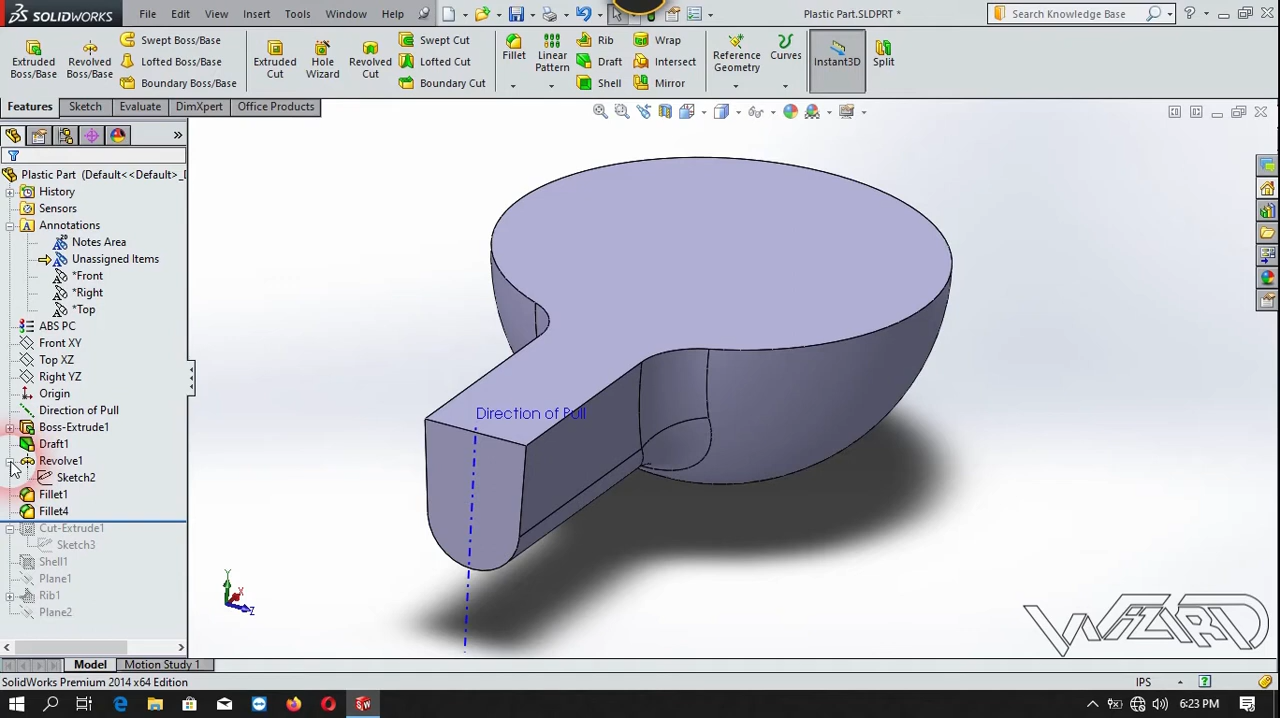 SOLIDWORKS File Edit View Insert Tools Window Help Plastic Part.SLDPRT * Search Knowledge Base
Extruded Boss/Base
Revolved Boss/Base
Swept Boss/Base
Lofted Boss/Base
Boundary Boss/Base
Extruded Cut
Hole Wizard
Revolved Cut
Swept Cut
Lofted Cut
Boundary Cut
Fillet
Linear Pattern
Rib
Draft
Shell
Wrap
Intersect
Mirror
Reference Geometry
Curves
Instant3D
Split
Features Sketch Evaluate DimXpert Office Products
Plastic Part (Default<<Default>_D
History
Sensors
Annotations
Notes Area
Unassigned Items
*Front
*Right
*Top
ABS PC
Front XY
Top XZ
Right YZ
Origin
Direction of Pull
Boss-Extrude1
Draft1
Revolve1
Sketch2
Fillet1
Fillet4
Cut-Extrude1
Sketch3
Shell1
Plane1
Rib1
Plane2
Direction of Pull
Y
X
Z
WIZARD
Model Motion Study 1
SolidWorks Premium 2014 x64 Edition IPS
6:23 PM